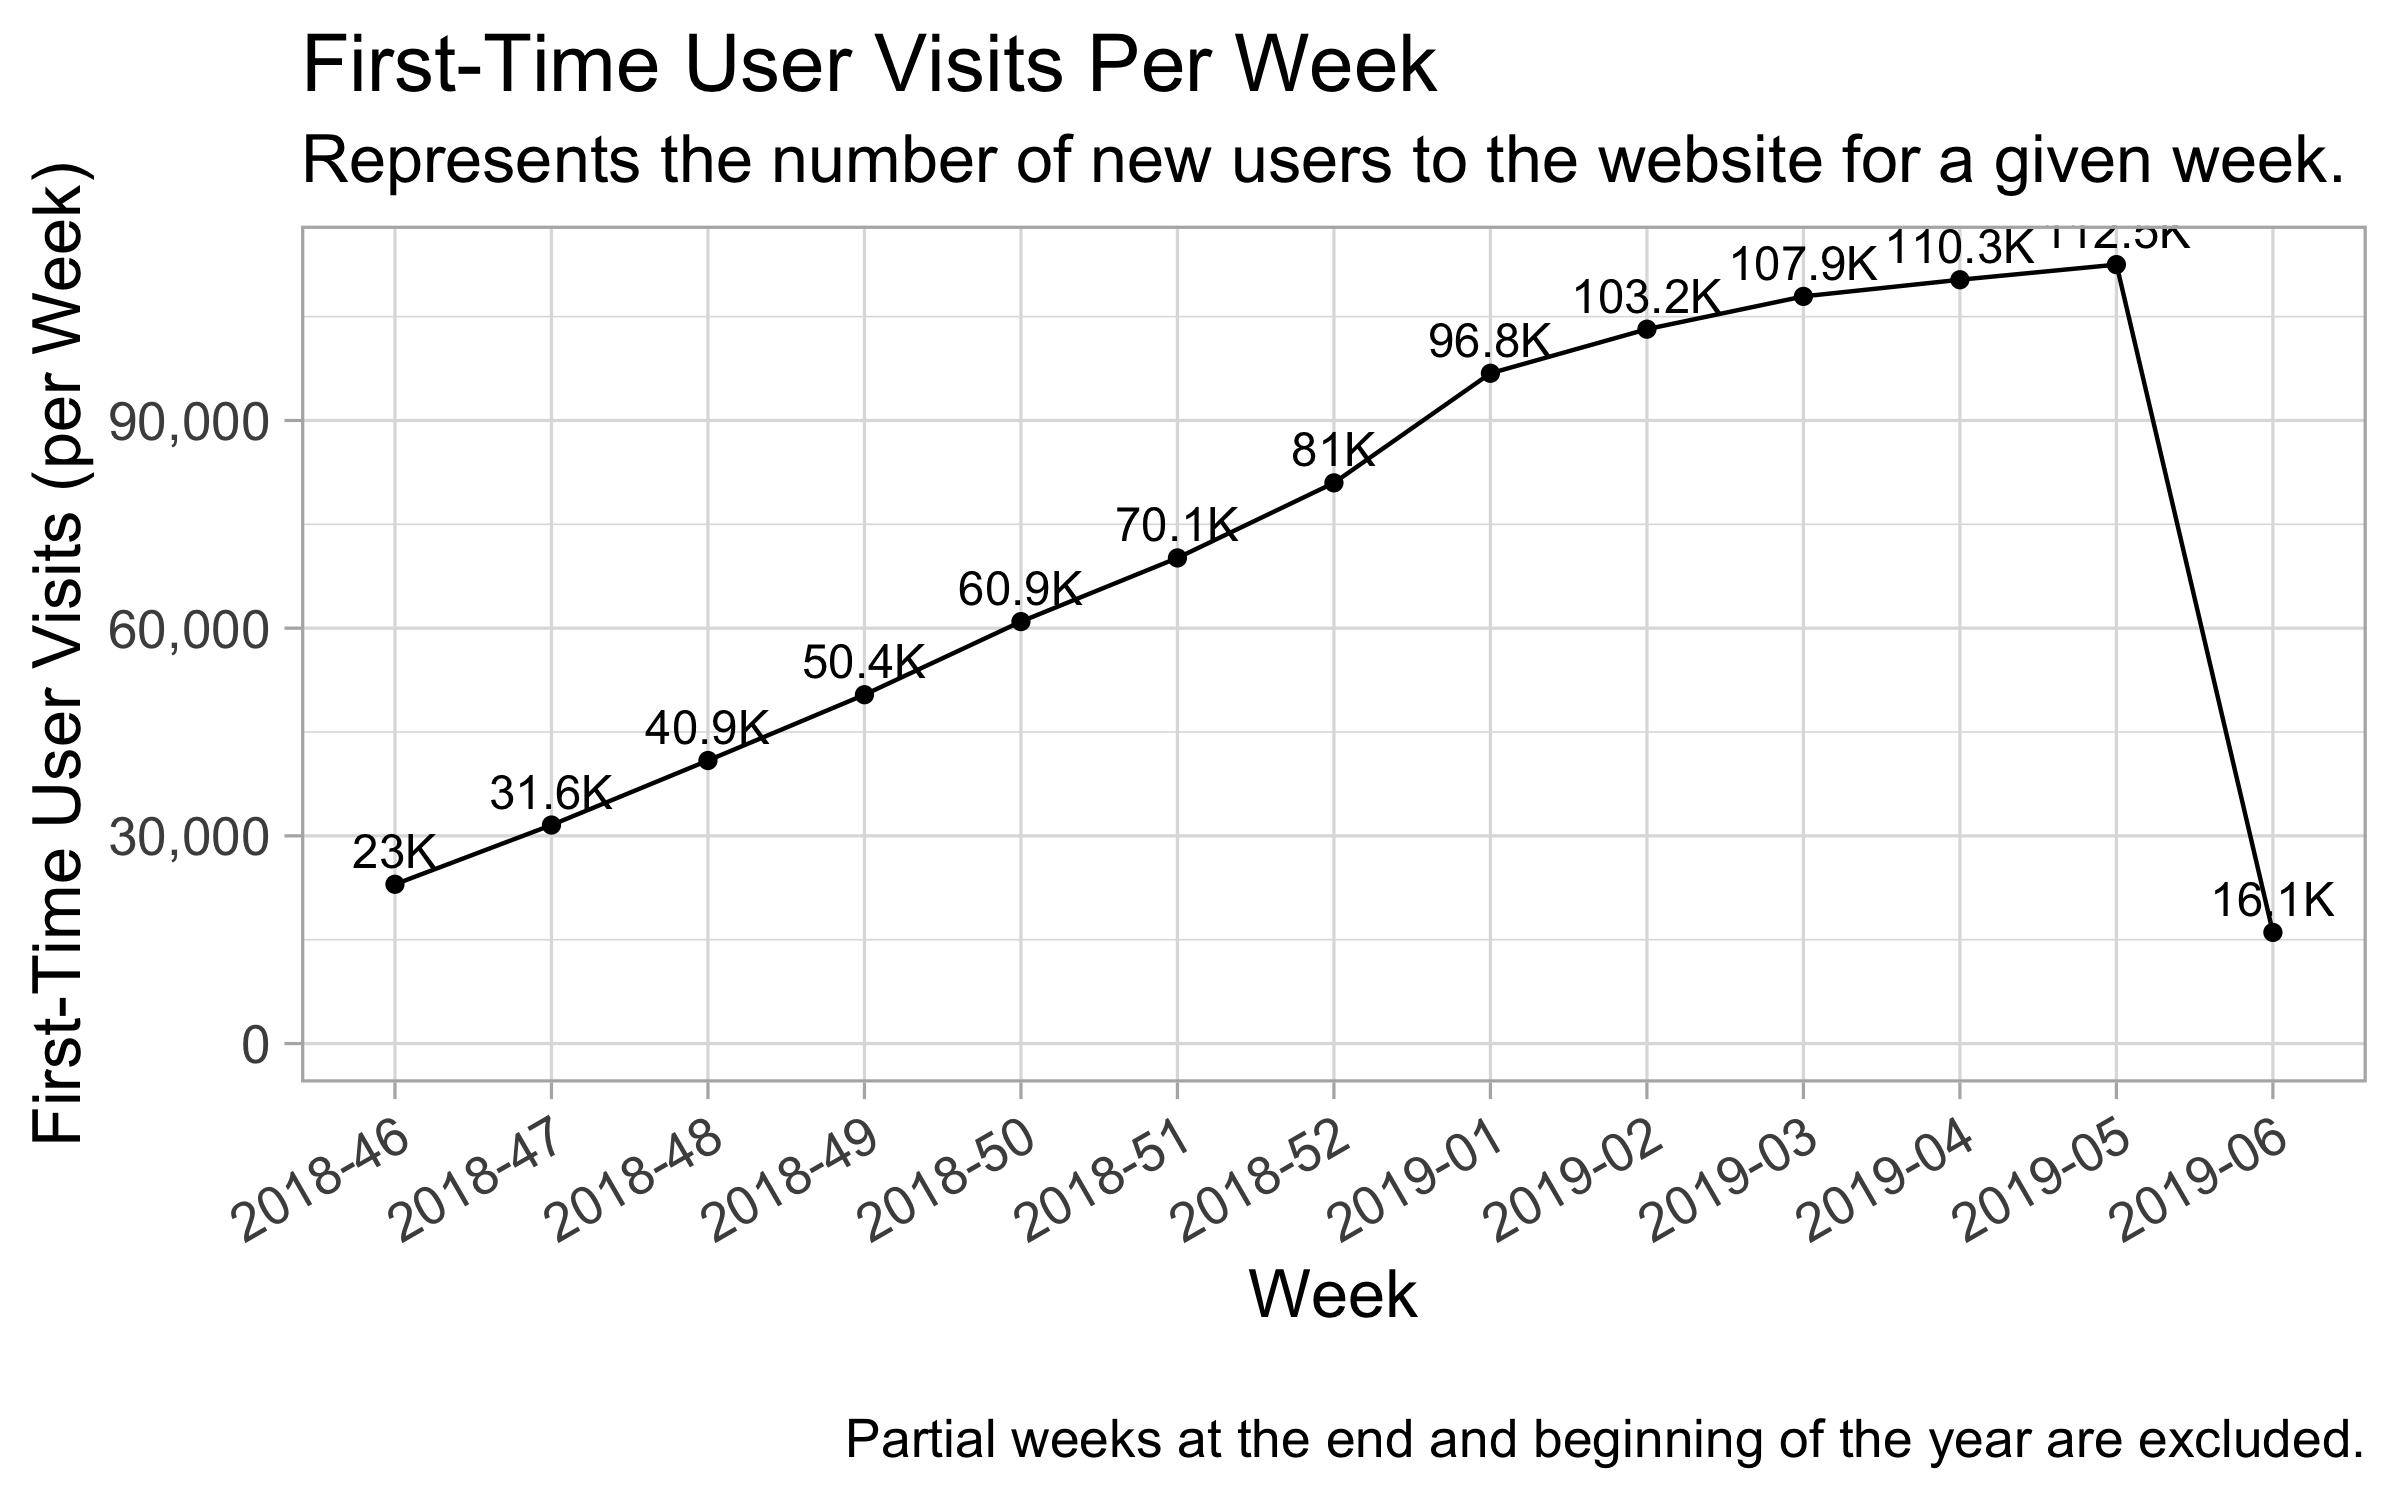 First-Time User Visits Per Week
Represents the number of new users to the website for a given week.
First-Time User Visits (per Week)
90,000
60,000
30,000
0
23K
31.6K
40.9K
50.4K
60.9K
70.1K
81K
96.8K
103.2K
107.9K
110.3K
112.5K
16.1K
2018-46
2018-47
2018-48
2018-49
2018-50
2018-51
2018-52
2019-01
2019-02
2019-03
2019-04
2019-05
2019-06
Week
Partial weeks at the end and beginning of the year are excluded.